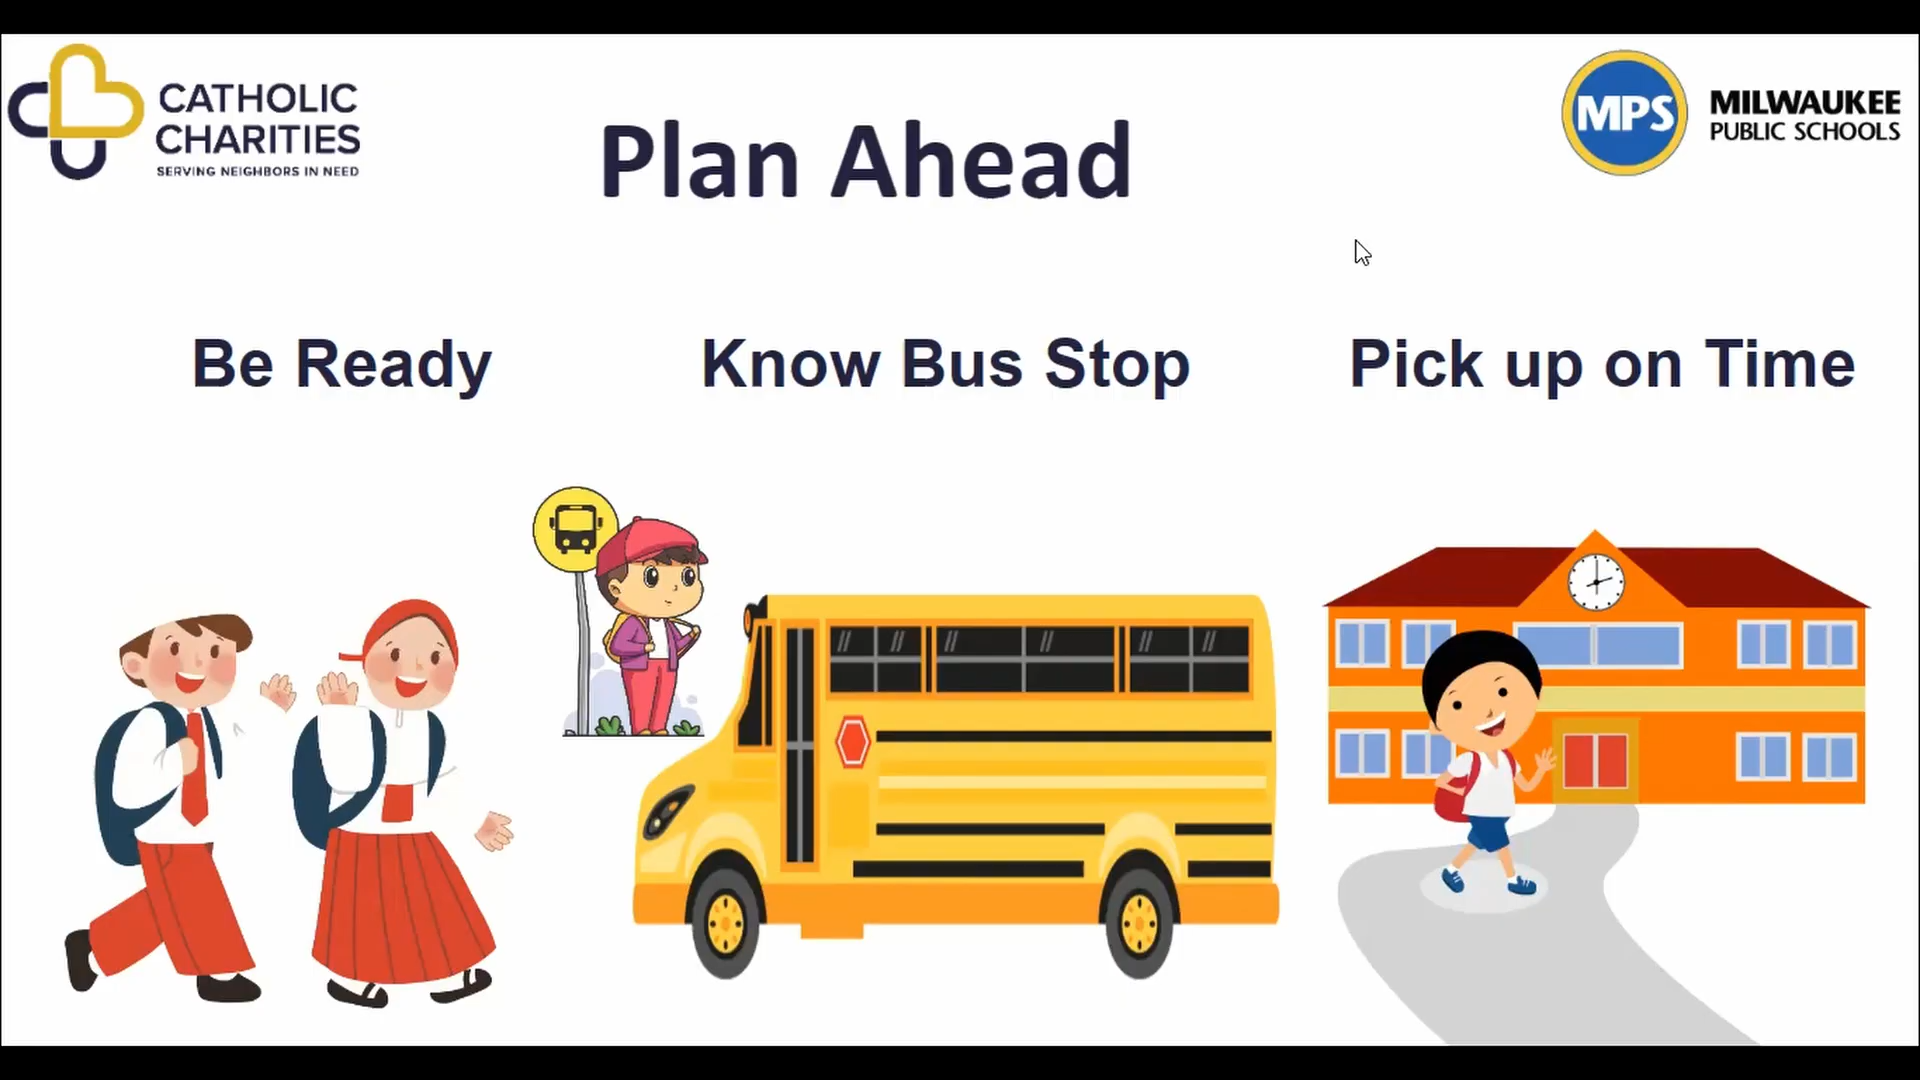 CATHOLIC
CHARITIES
SERVING NEIGHBORS IN NEED
Plan Ahead
MPS
MILWAUKEE
PUBLIC SCHOOLS
Be Ready
Know Bus Stop
Pick up on Time